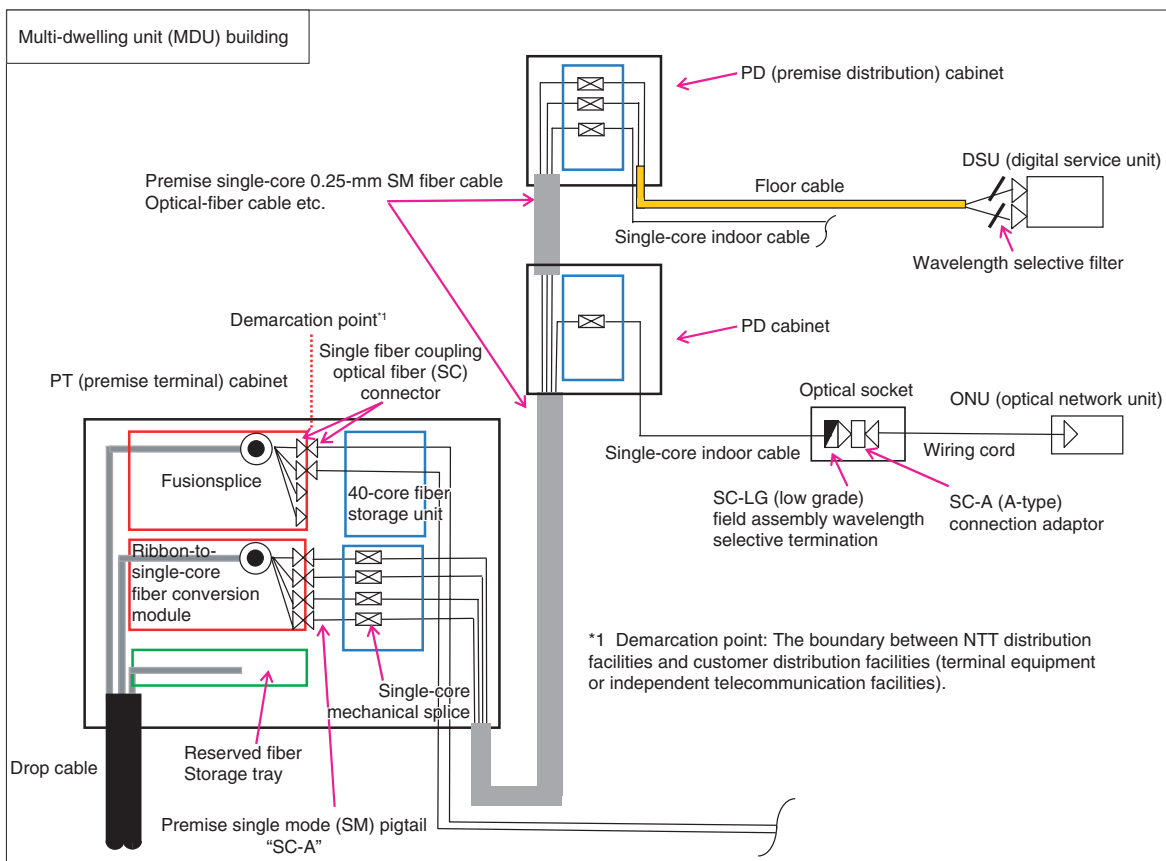 Multi-dwelling unit (MDU) building
PD (premise distribution) cabinet
DSU (digital service unit)
Premise single-core 0.25-mm SM fiber cable
Optical-fiber cable etc.
Floor cable
Single-core indoor cable
Wavelength selective filter
Demarcation point*1
PD cabinet
Single fiber coupling
optical fiber (SC)
connector
PT (premise terminal) cabinet
Optical socket
ONU (optical network unit)
Single-core indoor cable
Wiring cord
Fusionsplice
40-core fiber
storage unit
SC-LG (low grade)
field assembly wavelength
selective termination
SC-A (A-type)
connection adaptor
Ribbon-to-
single-core
fiber conversion
module
*1 Demarcation point: The boundary between NTT distribution
facilities and customer distribution facilities (terminal equipment
or independent telecommunication facilities).
Single-core
mechanical splice
Reserved fiber
Storage tray
Drop cable
Premise single mode (SM) pigtail
“SC-A”